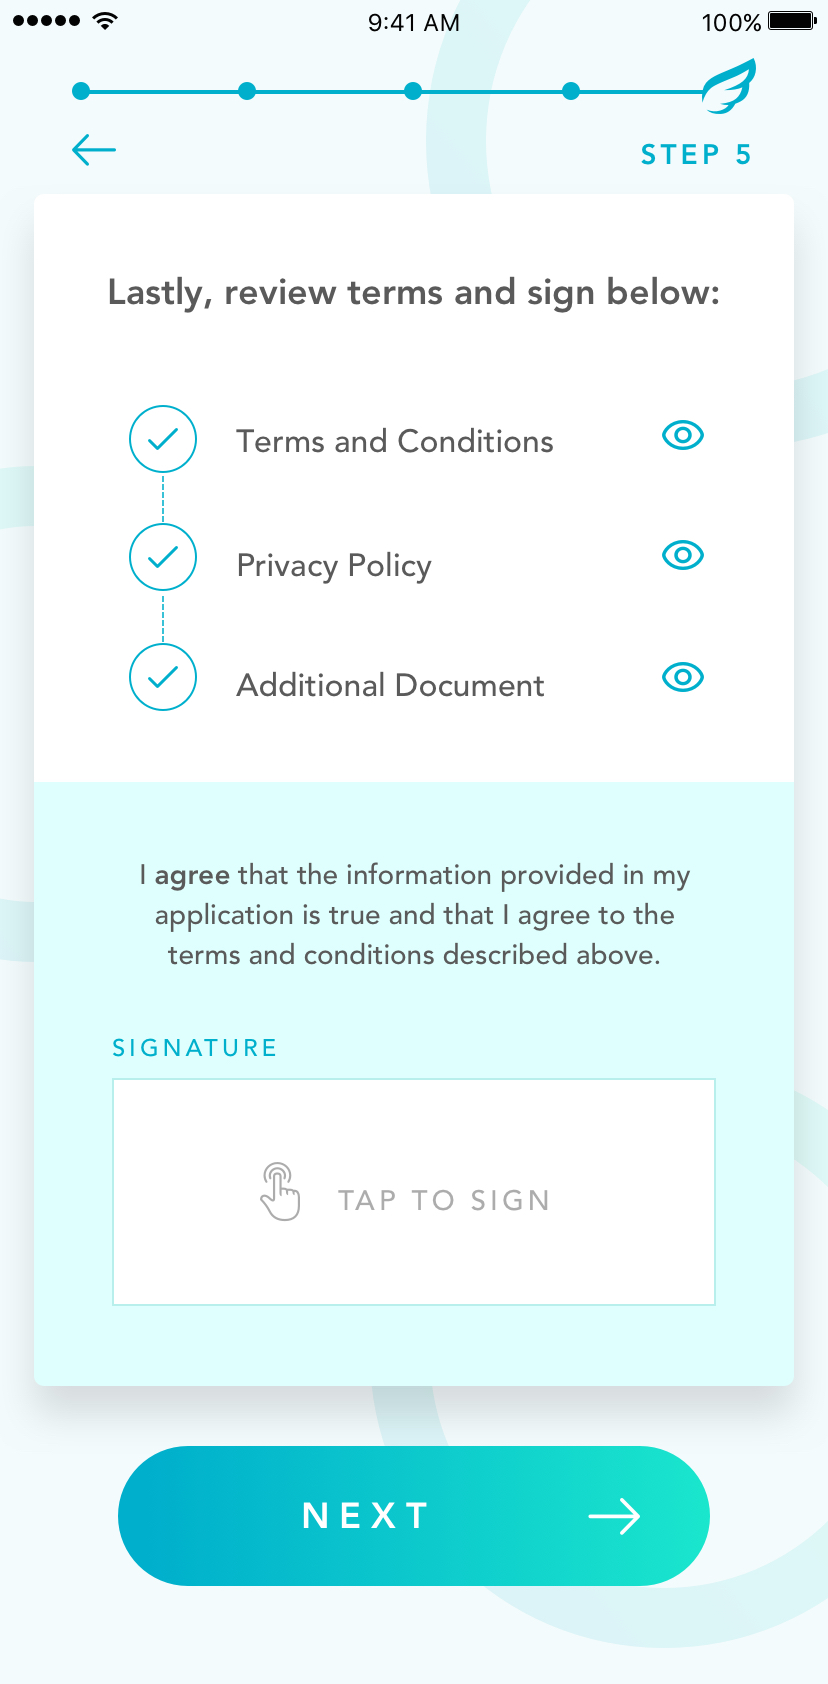 9:41 AM 100%
STEP 5
Lastly, review terms and sign below:
Terms and Conditions
Privacy Policy
Additional Document
I agree that the information provided in my
application is true and that I agree to the
terms and conditions described above.
SIGNATURE
TAP TO SIGN
NEXT